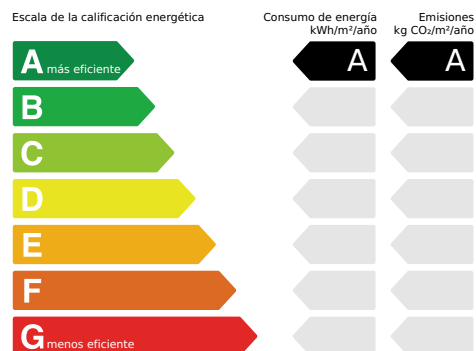 Escala de la calificación energética
Consumo de energía
kWh/m²/año
Emisiones
kg CO₂/m²/año
A más eficiente
A
A
B
C
D
E
F
G menos eficiente